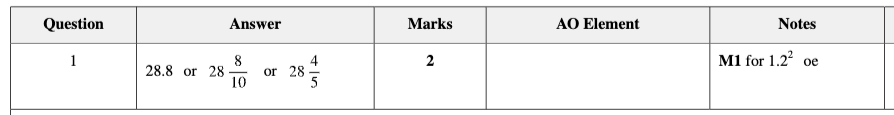 Question Answer Marks AO Element Notes
1 28.8 or 28 8/10 or 28 4/5 2 M1 for 1.2² oe